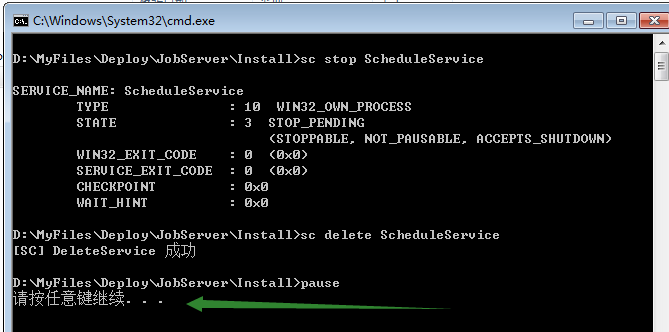 C:\Windows\System32\cmd.exe
D:\MyFiles\Deploy\JobServer\Install>sc stop ScheduleService
SERVICE_NAME: ScheduleService
TYPE : 10 WIN32_OWN_PROCESS
STATE : 3 STOP_PENDING
(STOPPABLE, NOT_PAUSABLE, ACCEPTS_SHUTDOWN)
WIN32_EXIT_CODE : 0 (0x0)
SERVICE_EXIT_CODE : 0 (0x0)
CHECKPOINT : 0x0
WAIT_HINT : 0x0
D:\MyFiles\Deploy\JobServer\Install>sc delete ScheduleService
[SC] DeleteService 成功
D:\MyFiles\Deploy\JobServer\Install>pause
请按任意键继续. . .